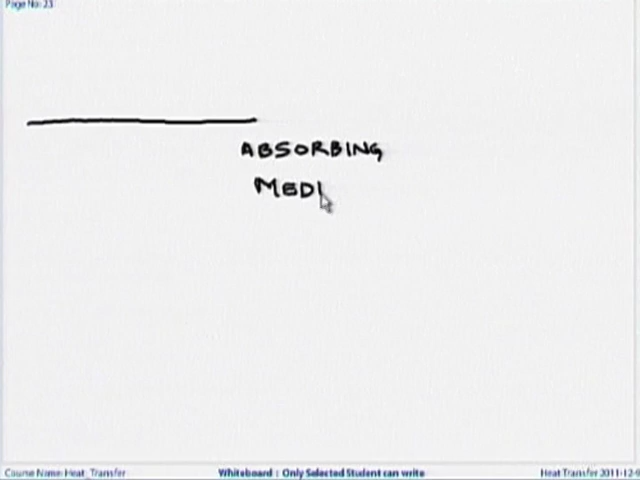 Page No: 23
ABSORBING
MEDI
Course Name: Heat_Transfer
Whiteboard : Only Selected Student can write
Heat Transfer 2011-12-